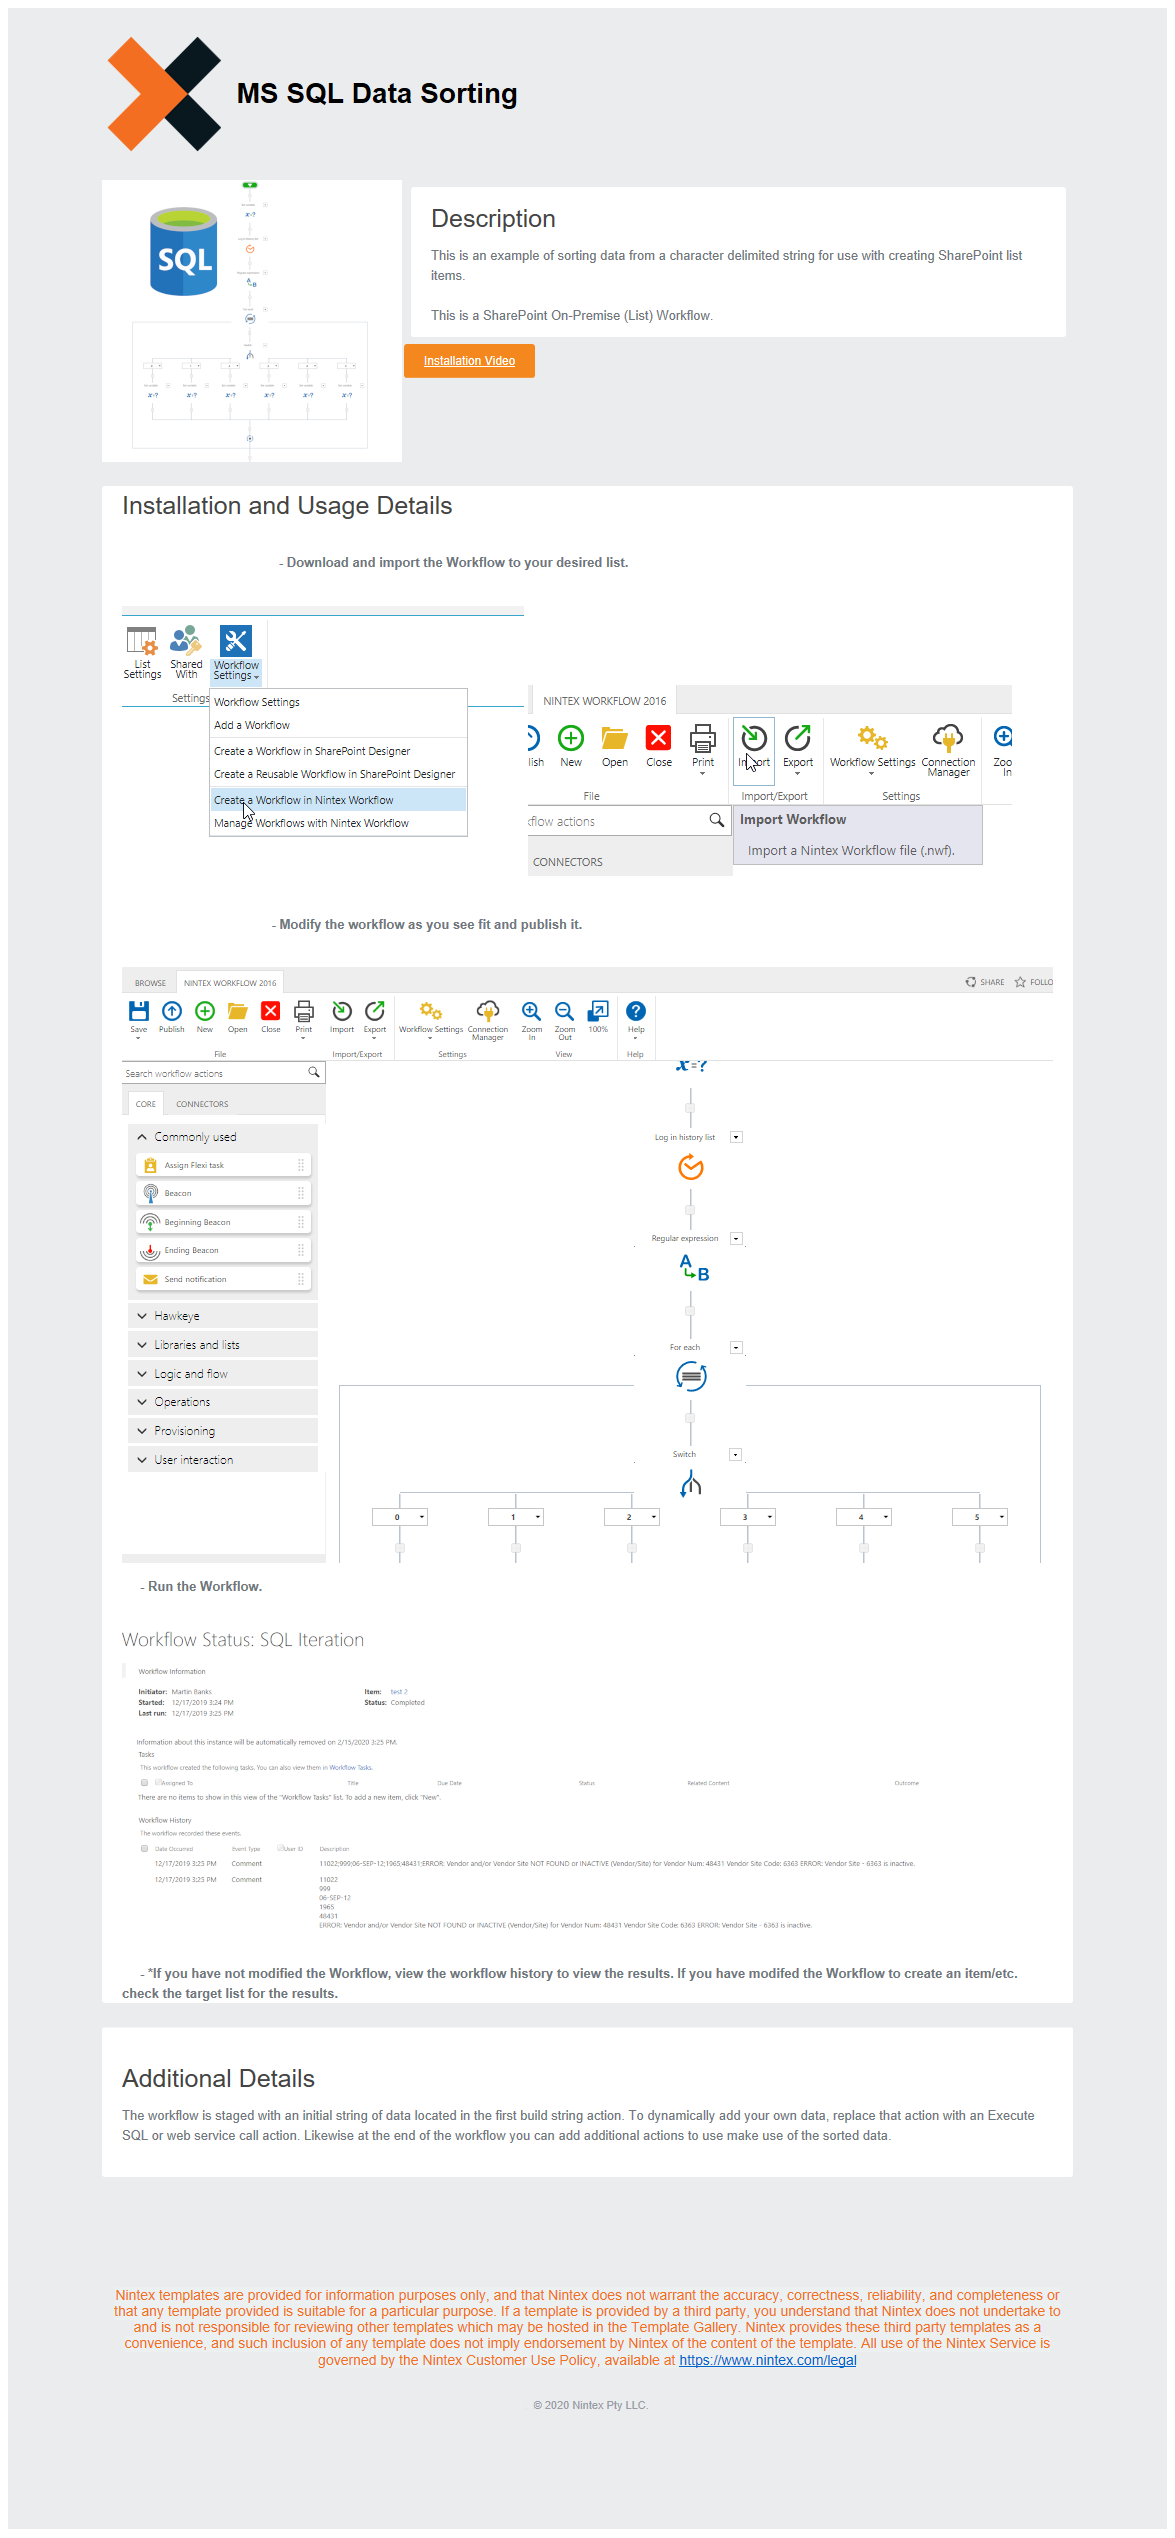 MS SQL Data Sorting
SQL
Description
This is an example of sorting data from a character delimited string for use with creating SharePoint list
items.
This is a SharePoint On-Premise (List) Workflow.
Installation Video
Installation and Usage Details
- Download and import the Workflow to your desired list.
List Settings
Shared With
Workflow Settings
Settings
Workflow Settings
Add a Workflow
Create a Workflow in SharePoint Designer
Create a Reusable Workflow in SharePoint Designer
Create a Workflow in Nintex Workflow
Manage Workflows with Nintex Workflow
NINTEX WORKFLOW 2016
lish New Open Close Print Import Export Workflow Settings Connection Manager Zoo In
File Import/Export Settings
flow actions
Import Workflow
Import a Nintex Workflow file (.nwf).
CONNECTORS
- Modify the workflow as you see fit and publish it.
BROWSE NINTEX WORKFLOW 2016 SHARE FOLLO
Save Publish New Open Close Print Import Export Workflow Settings Connection Manager Zoom In Zoom Out 100% Help
File Import/Export Settings View Help
Search workflow actions
x=?
CORE CONNECTORS
Commonly used
Assign Flexi task
Beacon
Beginning Beacon
Ending Beacon
Send notification
Hawkeye
Libraries and lists
Logic and flow
Operations
Provisioning
User interaction
Log in history list
Regular expression
A B
For each
Switch
0 1 2 3 4 5
- Run the Workflow.
Workflow Status: SQL Iteration
Workflow Information
Initiator: Martin Banks Item: test 2
Started: 12/17/2019 3:24 PM Status: Completed
Last run: 12/17/2019 3:25 PM
Information about this instance will be automatically removed on 2/15/2020 3:25 PM.
Tasks
This workflow created the following tasks. You can also view them in Workflow Tasks.
Assigned To Title Due Date Status Related Content Outcome
There are no items to show in this view of the "Workflow Tasks" list. To add a new item, click "New".
Workflow History
The workflow recorded these events.
Date Occurred Event Type User ID Description
12/17/2019 3:25 PM Comment 11022;999;06-SEP-12;1965;48431;ERROR: Vendor and/or Vendor Site NOT FOUND or INACTIVE (Vendor/Site) for Vendor Num: 48431 Vendor Site Code: 6363 ERROR: Vendor Site - 6363 is inactive.
12/17/2019 3:25 PM Comment 11022
999
06-SEP-12
1965
48431
ERROR: Vendor and/or Vendor Site NOT FOUND or INACTIVE (Vendor/Site) for Vendor Num: 48431 Vendor Site Code: 6363 ERROR: Vendor Site - 6363 is inactive.
- *If you have not modified the Workflow, view the workflow history to view the results. If you have modifed the Workflow to create an item/etc.
check the target list for the results.
Additional Details
The workflow is staged with an initial string of data located in the first build string action. To dynamically add your own data, replace that action with an Execute
SQL or web service call action. Likewise at the end of the workflow you can add additional actions to use make use of the sorted data.
Nintex templates are provided for information purposes only, and that Nintex does not warrant the accuracy, correctness, reliability, and completeness or
that any template provided is suitable for a particular purpose. If a template is provided by a third party, you understand that Nintex does not undertake to
and is not responsible for reviewing other templates which may be hosted in the Template Gallery. Nintex provides these third party templates as a
convenience, and such inclusion of any template does not imply endorsement by Nintex of the content of the template. All use of the Nintex Service is
governed by the Nintex Customer Use Policy, available at https://www.nintex.com/legal
© 2020 Nintex Pty LLC.